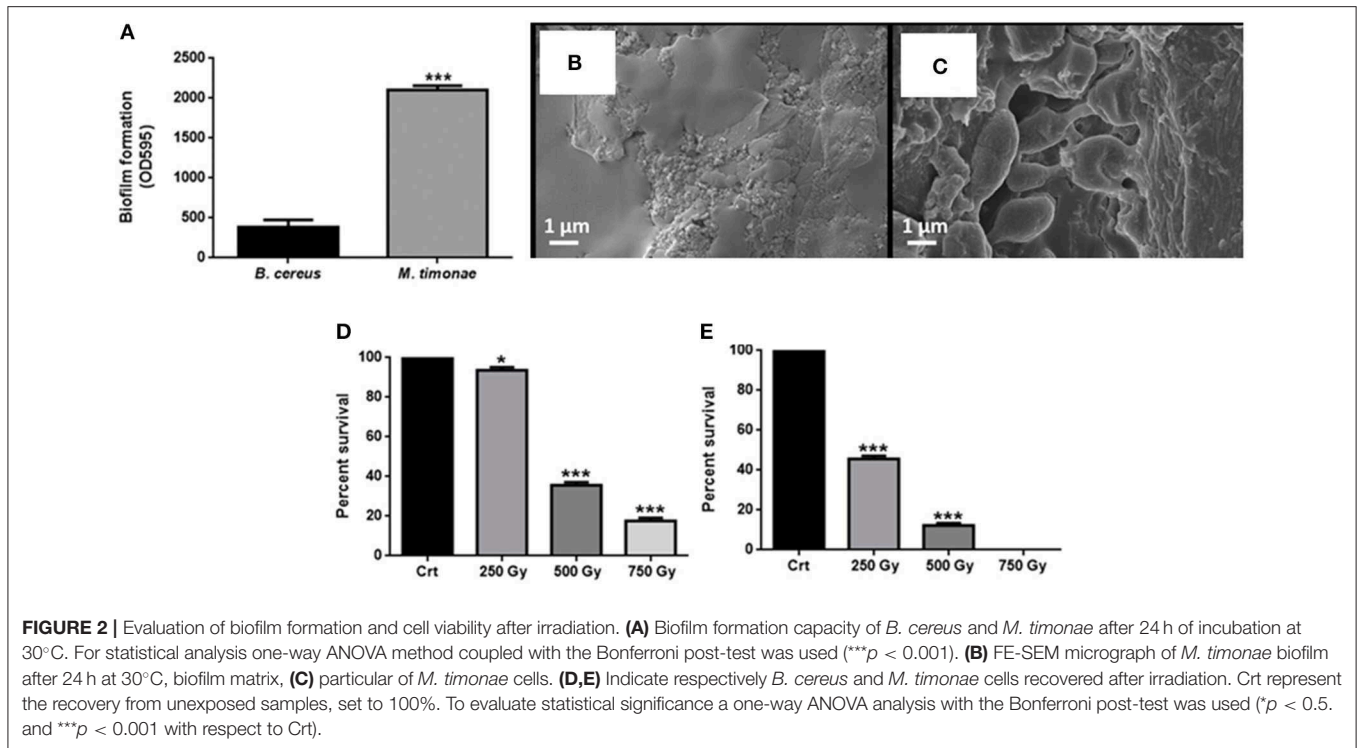 A
Biofilm formation
(OD595)
2500
2000
1500
1000
500
0
***
B. cereus
M. timonae
B
1 µm
C
1 µm
D
Percent survival
100
80
60
40
20
0
*
***
***
Crt
250 Gy
500 Gy
750 Gy
E
Percent survival
100
80
60
40
20
0
***
***
Crt
250 Gy
500 Gy
750 Gy
FIGURE 2 | Evaluation of biofilm formation and cell viability after irradiation. (A) Biofilm formation capacity of B. cereus and M. timonae after 24 h of incubation at
30°C. For statistical analysis one-way ANOVA method coupled with the Bonferroni post-test was used (***p < 0.001). (B) FE-SEM micrograph of M. timonae biofilm
after 24 h at 30°C, biofilm matrix, (C) particular of M. timonae cells. (D,E) Indicate respectively B. cereus and M. timonae cells recovered after irradiation. Crt represent
the recovery from unexposed samples, set to 100%. To evaluate statistical significance a one-way ANOVA analysis with the Bonferroni post-test was used (*p < 0.5.
and ***p < 0.001 with respect to Crt).